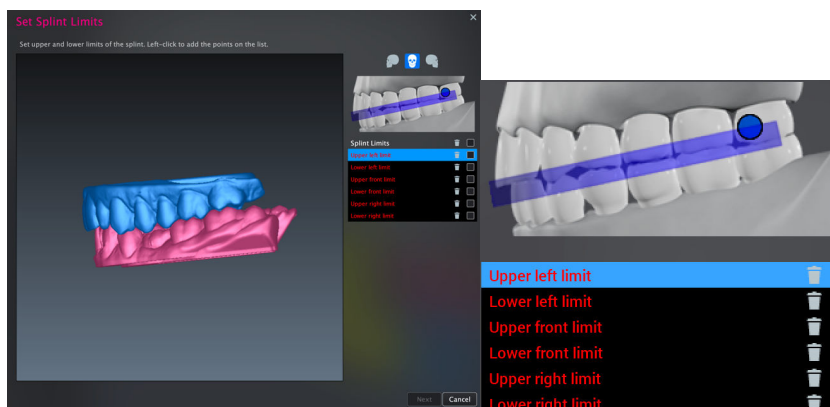 Set Splint Limits
Set upper and lower limits of the splint. Left-click to add the points on the list.
Splint Limits
Upper left limit
Lower left limit
Upper front limit
Lower front limit
Upper right limit
Lower right limit
Next
Cancel
Upper left limit
Lower left limit
Upper front limit
Lower front limit
Upper right limit
Lower right limit